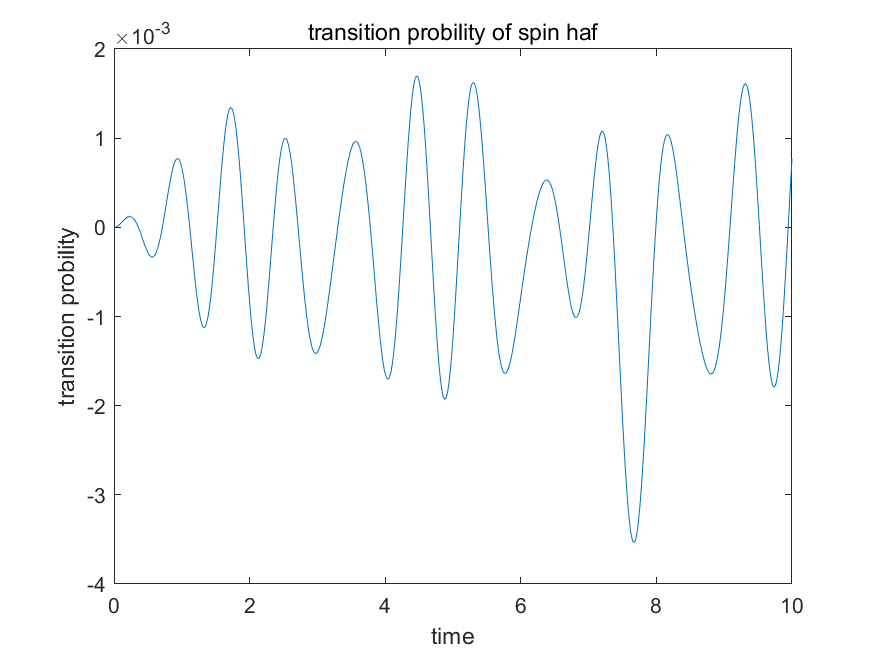 transition probility of spin haf
×10-3
2
1
0
-1
-2
-3
-4
transition probility
0 2 4 6 8 10
time